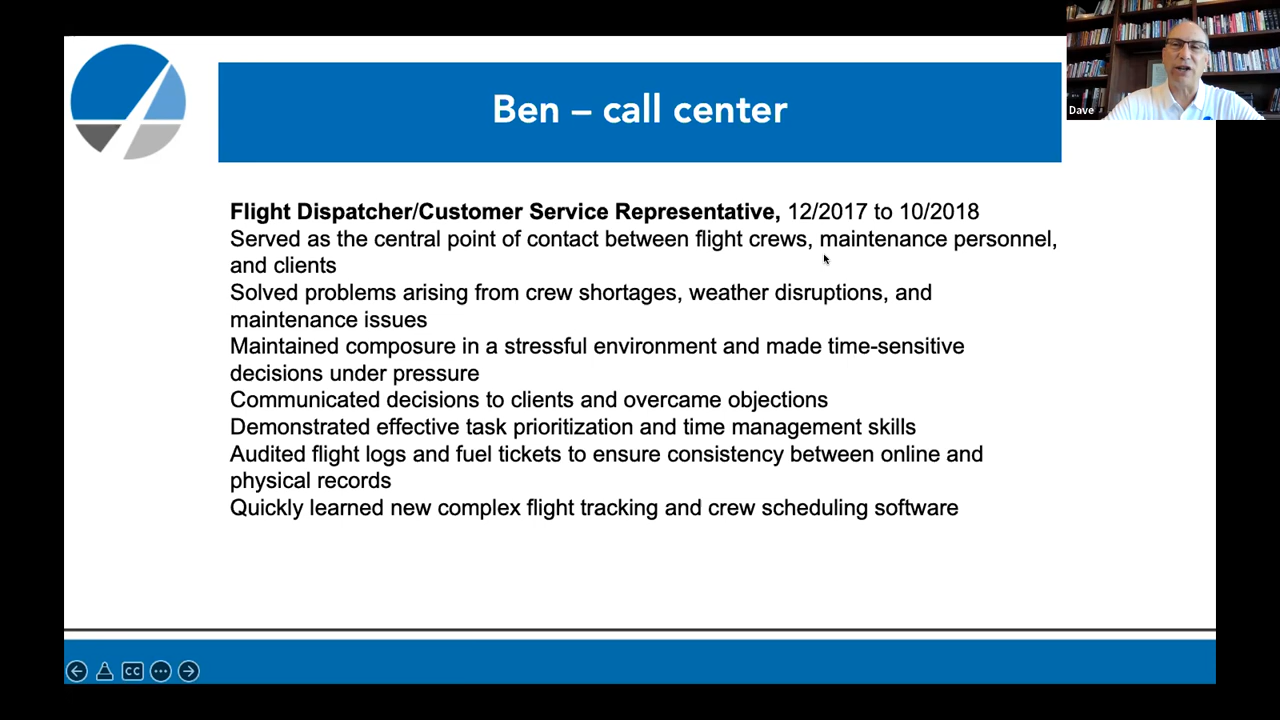 Ben – call center
Dave
Flight Dispatcher/Customer Service Representative, 12/2017 to 10/2018
Served as the central point of contact between flight crews, maintenance personnel,
and clients
Solved problems arising from crew shortages, weather disruptions, and
maintenance issues
Maintained composure in a stressful environment and made time-sensitive
decisions under pressure
Communicated decisions to clients and overcame objections
Demonstrated effective task prioritization and time management skills
Audited flight logs and fuel tickets to ensure consistency between online and
physical records
Quickly learned new complex flight tracking and crew scheduling software
CC